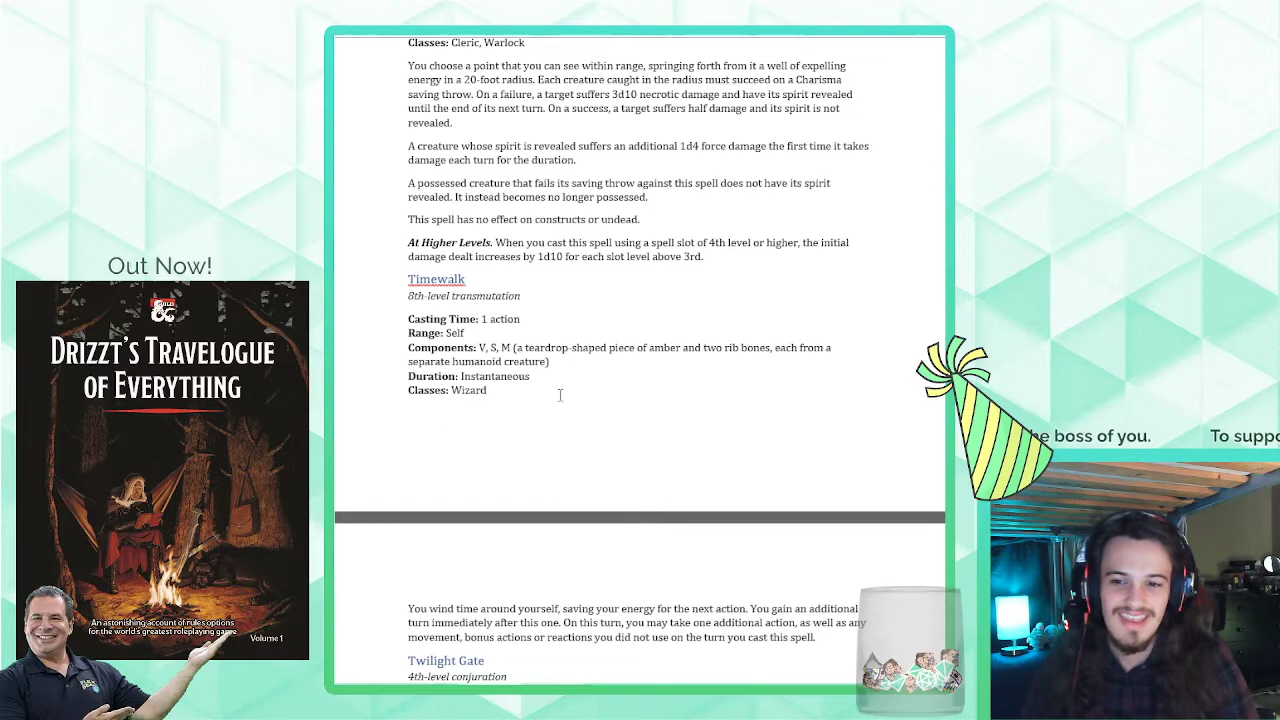 Classes: Cleric, Warlock
You choose a point that you can see within range, springing forth from it a well of expelling
energy in a 20-foot radius. Each creature caught in the radius must succeed on a Charisma
saving throw. On a failure, a target suffers 3d10 necrotic damage and have its spirit revealed
until the end of its next turn. On a success, a target suffers half damage and its spirit is not
revealed.
A creature whose spirit is revealed suffers an additional 1d4 force damage the first time it takes
damage each turn for the duration.
A possessed creature that fails its saving throw against this spell does not have its spirit
revealed. It instead becomes no longer possessed.
This spell has no effect on constructs or undead.
At Higher Levels. When you cast this spell using a spell slot of 4th level or higher, the initial
damage dealt increases by 1d10 for each slot level above 3rd.
Timewalk
8th-level transmutation
Casting Time: 1 action
Range: Self
Components: V, S, M (a teardrop-shaped piece of amber and two rib bones, each from a
separate humanoid creature)
Duration: Instantaneous
Classes: Wizard
You wind time around yourself, saving your energy for the next action. You gain an additional
turn immediately after this one. On this turn, you may take one additional action, as well as any
movement, bonus actions or reactions you did not use on the turn you cast this spell.
Twilight Gate
4th-level conjuration
Out Now!
DRIZZT'S TRAVELOGUE
OF EVERYTHING
An astonishing account of rules options
for the world's greatest roleplaying game
Volume 1
he boss of you.
To suppo